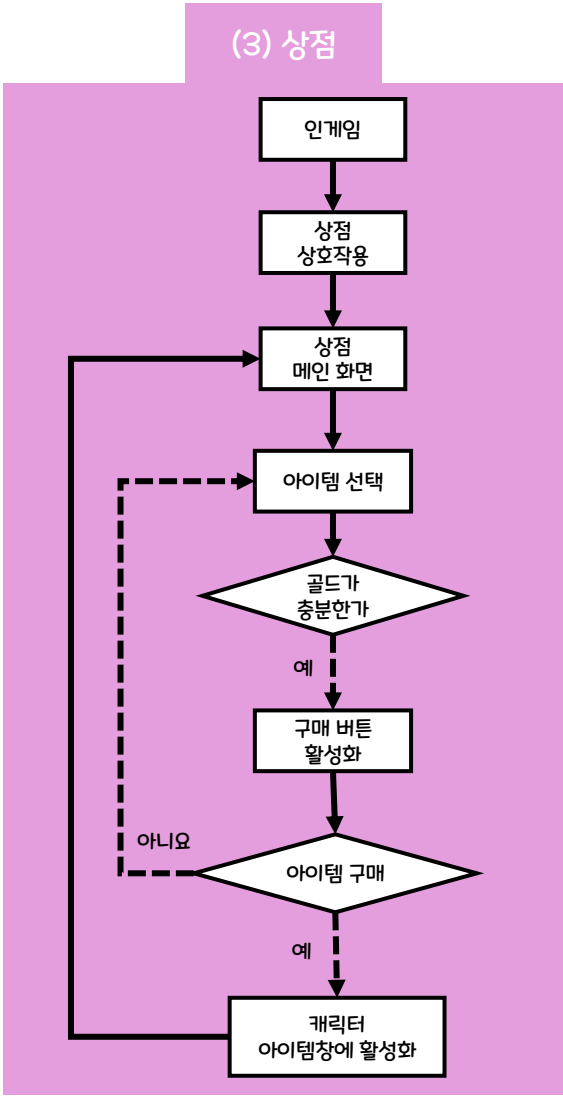 (3) 상점
인게임
상점
상호작용
상점
메인 화면
아이템 선택
골드가
충분한가
예
구매 버튼
활성화
아니요
아이템 구매
예
캐릭터
아이템창에 활성화